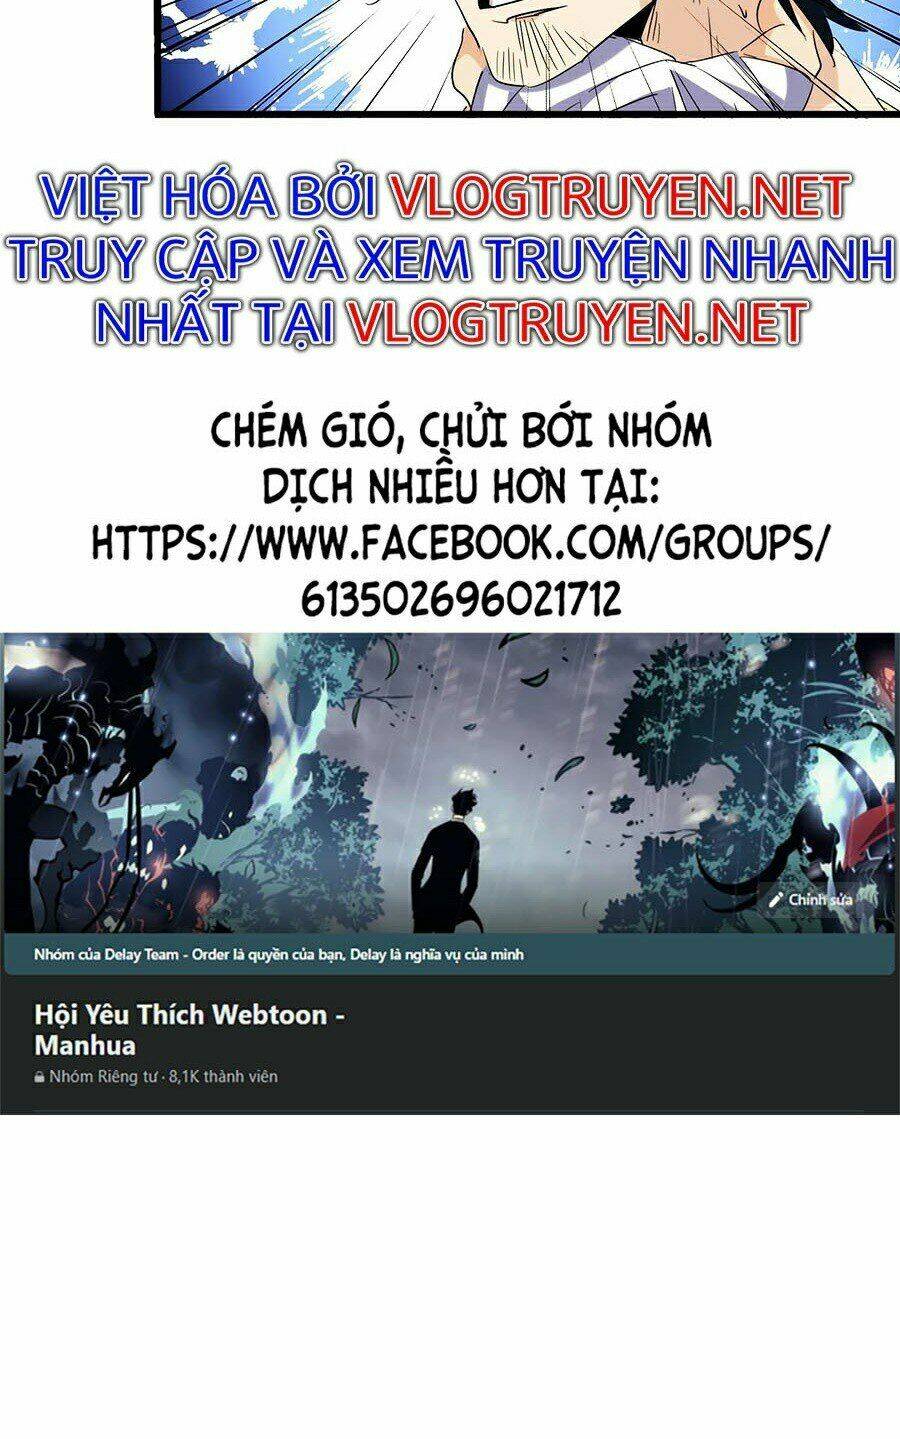 VIỆT HÓA BỞI VLOGTRUYEN.NET
TRUY CẬP VÀ XEM TRUYỆN NHANH
NHẤT TẠI VLOGTRUYEN.NET
CHÉM GIÓ, CHỬI BỚI NHÓM
DỊCH NHIỀU HƠN TẠI:
HTTPS://WWW.FACEBOOK.COM/GROUPS/
613502696021712
Chỉnh sửa
Nhóm của Delay Team - Order là quyền của bạn, Delay là nghĩa vụ của mình
Hội Yêu Thích Webtoon -
Manhua
Nhóm Riêng tư · 8,1K thành viên